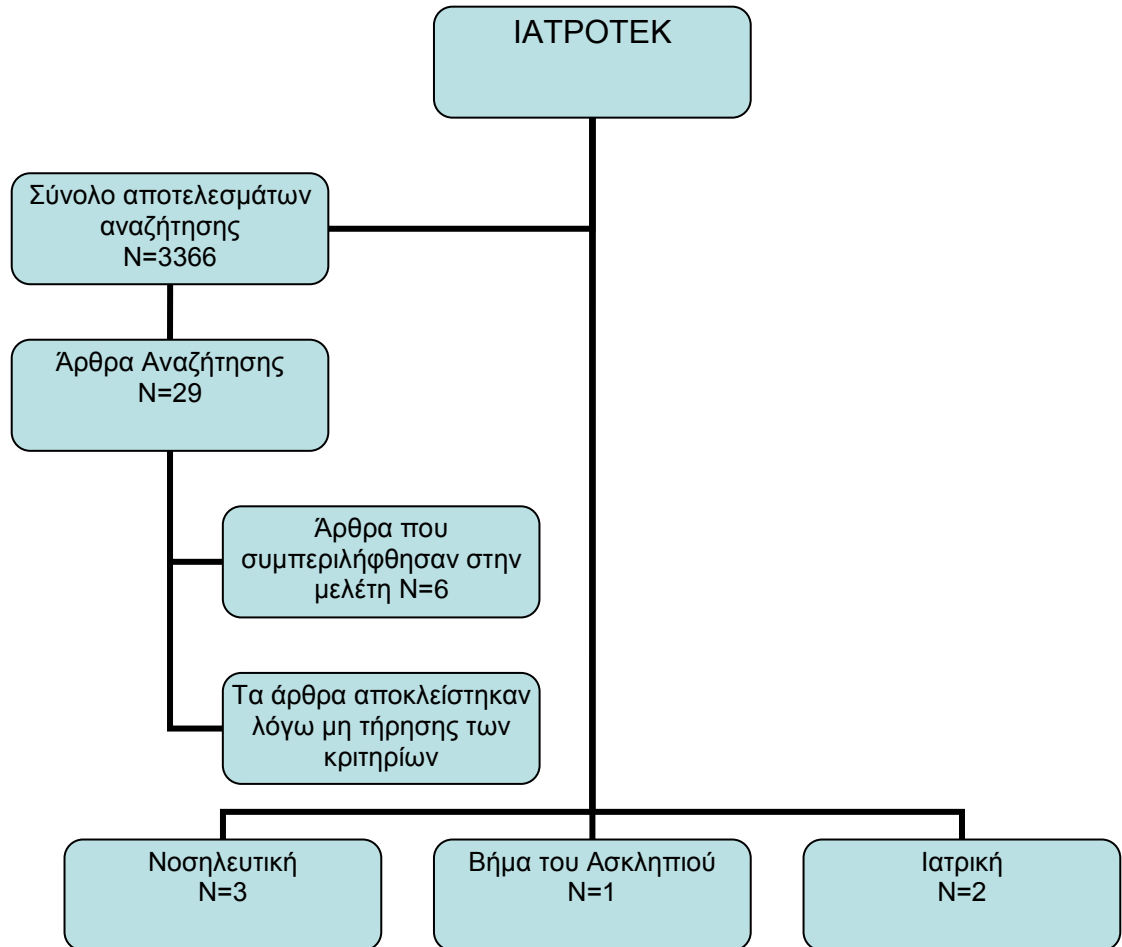 ΙΑΤΡΟΤΕΚ
Σύνολο αποτελεσμάτων
αναζήτησης
Ν=3366
Άρθρα Αναζήτησης
Ν=29
Άρθρα που
συμπεριλήφθησαν στην
μελέτη Ν=6
Τα άρθρα αποκλείστηκαν
λόγω μη τήρησης των
κριτηρίων
Νοσηλευτική
Ν=3
Βήμα του Ασκληπιού
Ν=1
Ιατρική
Ν=2